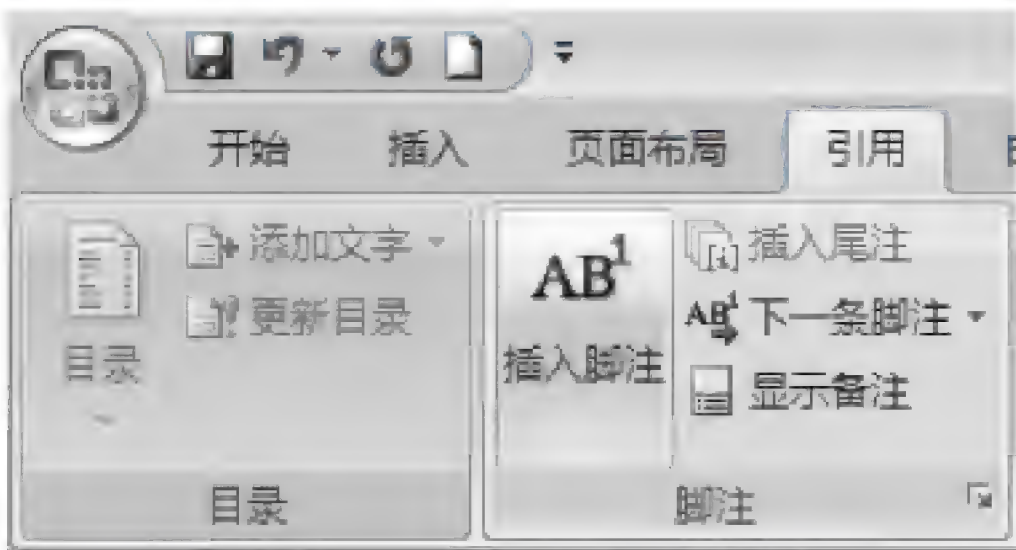 开始 插入 页面布局 引用
添加文字
更新目录
目录
目录
AB¹
插入脚注
插入尾注
AB¹ 下一条脚注
显示备注
脚注